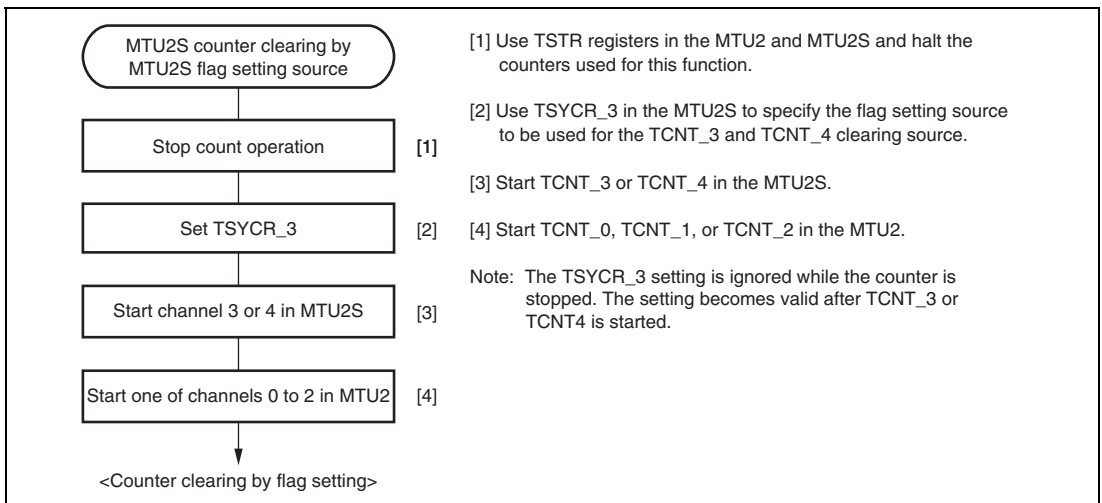 MTU2S counter clearing by
MTU2S flag setting source
Stop count operation
[1]
Set TSYCR_3
[2]
Start channel 3 or 4 in MTU2S
[3]
Start one of channels 0 to 2 in MTU2
[4]
<Counter clearing by flag setting>
[1] Use TSTR registers in the MTU2 and MTU2S and halt the
counters used for this function.
[2] Use TSYCR_3 in the MTU2S to specify the flag setting source
to be used for the TCNT_3 and TCNT_4 clearing source.
[3] Start TCNT_3 or TCNT_4 in the MTU2S.
[4] Start TCNT_0, TCNT_1, or TCNT_2 in the MTU2.
Note: The TSYCR_3 setting is ignored while the counter is
stopped. The setting becomes valid after TCNT_3 or
TCNT4 is started.